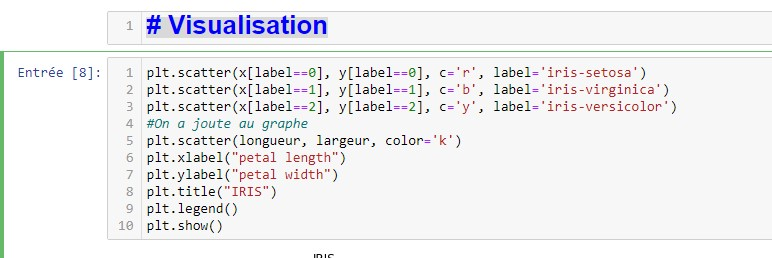 1 # Visualisation
Entrée [8]:
1 plt.scatter(x[label==0], y[label==0], c='r', label='iris-setosa')
2 plt.scatter(x[label==1], y[label==1], c='b', label='iris-virginica')
3 plt.scatter(x[label==2], y[label==2], c='y', label='iris-versicolor')
4 #On a joute au graphe
5 plt.scatter(longueur, largeur, color='k')
6 plt.xlabel("petal length")
7 plt.ylabel("petal width")
8 plt.title("IRIS")
9 plt.legend()
10 plt.show()
IRIS